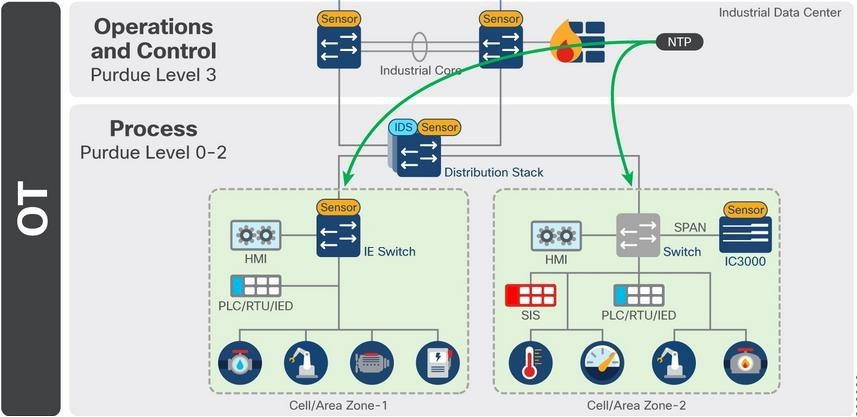 Industrial Data Center
Operations
and Control
Purdue Level 3
Sensor
Sensor
Industrial Core
NTP
OT
Process
Purdue Level 0-2
IDS Sensor
Distribution Stack
Sensor
HMI
IE Switch
PLC/RTU/IED
Cell/Area Zone-1
HMI
Switch
SPAN
Sensor
IC3000
SIS
PLC/RTU/IED
Cell/Area Zone-2